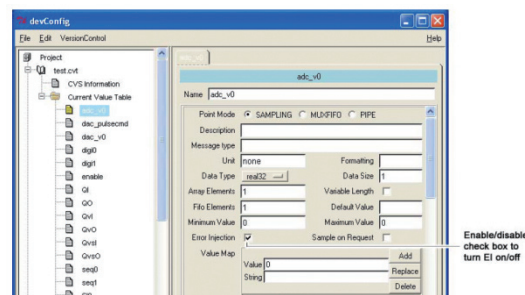 devConfig
File Edit VersionControl Help
Project
test.cvt
CVS Information
Current Value Table
adc_v0
dac_pulsecmd
dac_v0
digi0
digi1
enable
QI
QO
QvI
QvO
QvsI
QvsO
seq0
seq1
adc_v0
Name adc_v0
Point Mode SAMPLING MUXFIFO PIPE
Description
Message type
Unit none Formatting
Data Type real32 Data Size 1
Array Elements 1 Variable Length
Fifo Elements 1 Default Value
Minimum Value 0 Maximum Value 0
Error Injection Sample on Request
Value Map
Value 0
String
Add
Replace
Delete
Enable/disable
check box to
turn EI on/off